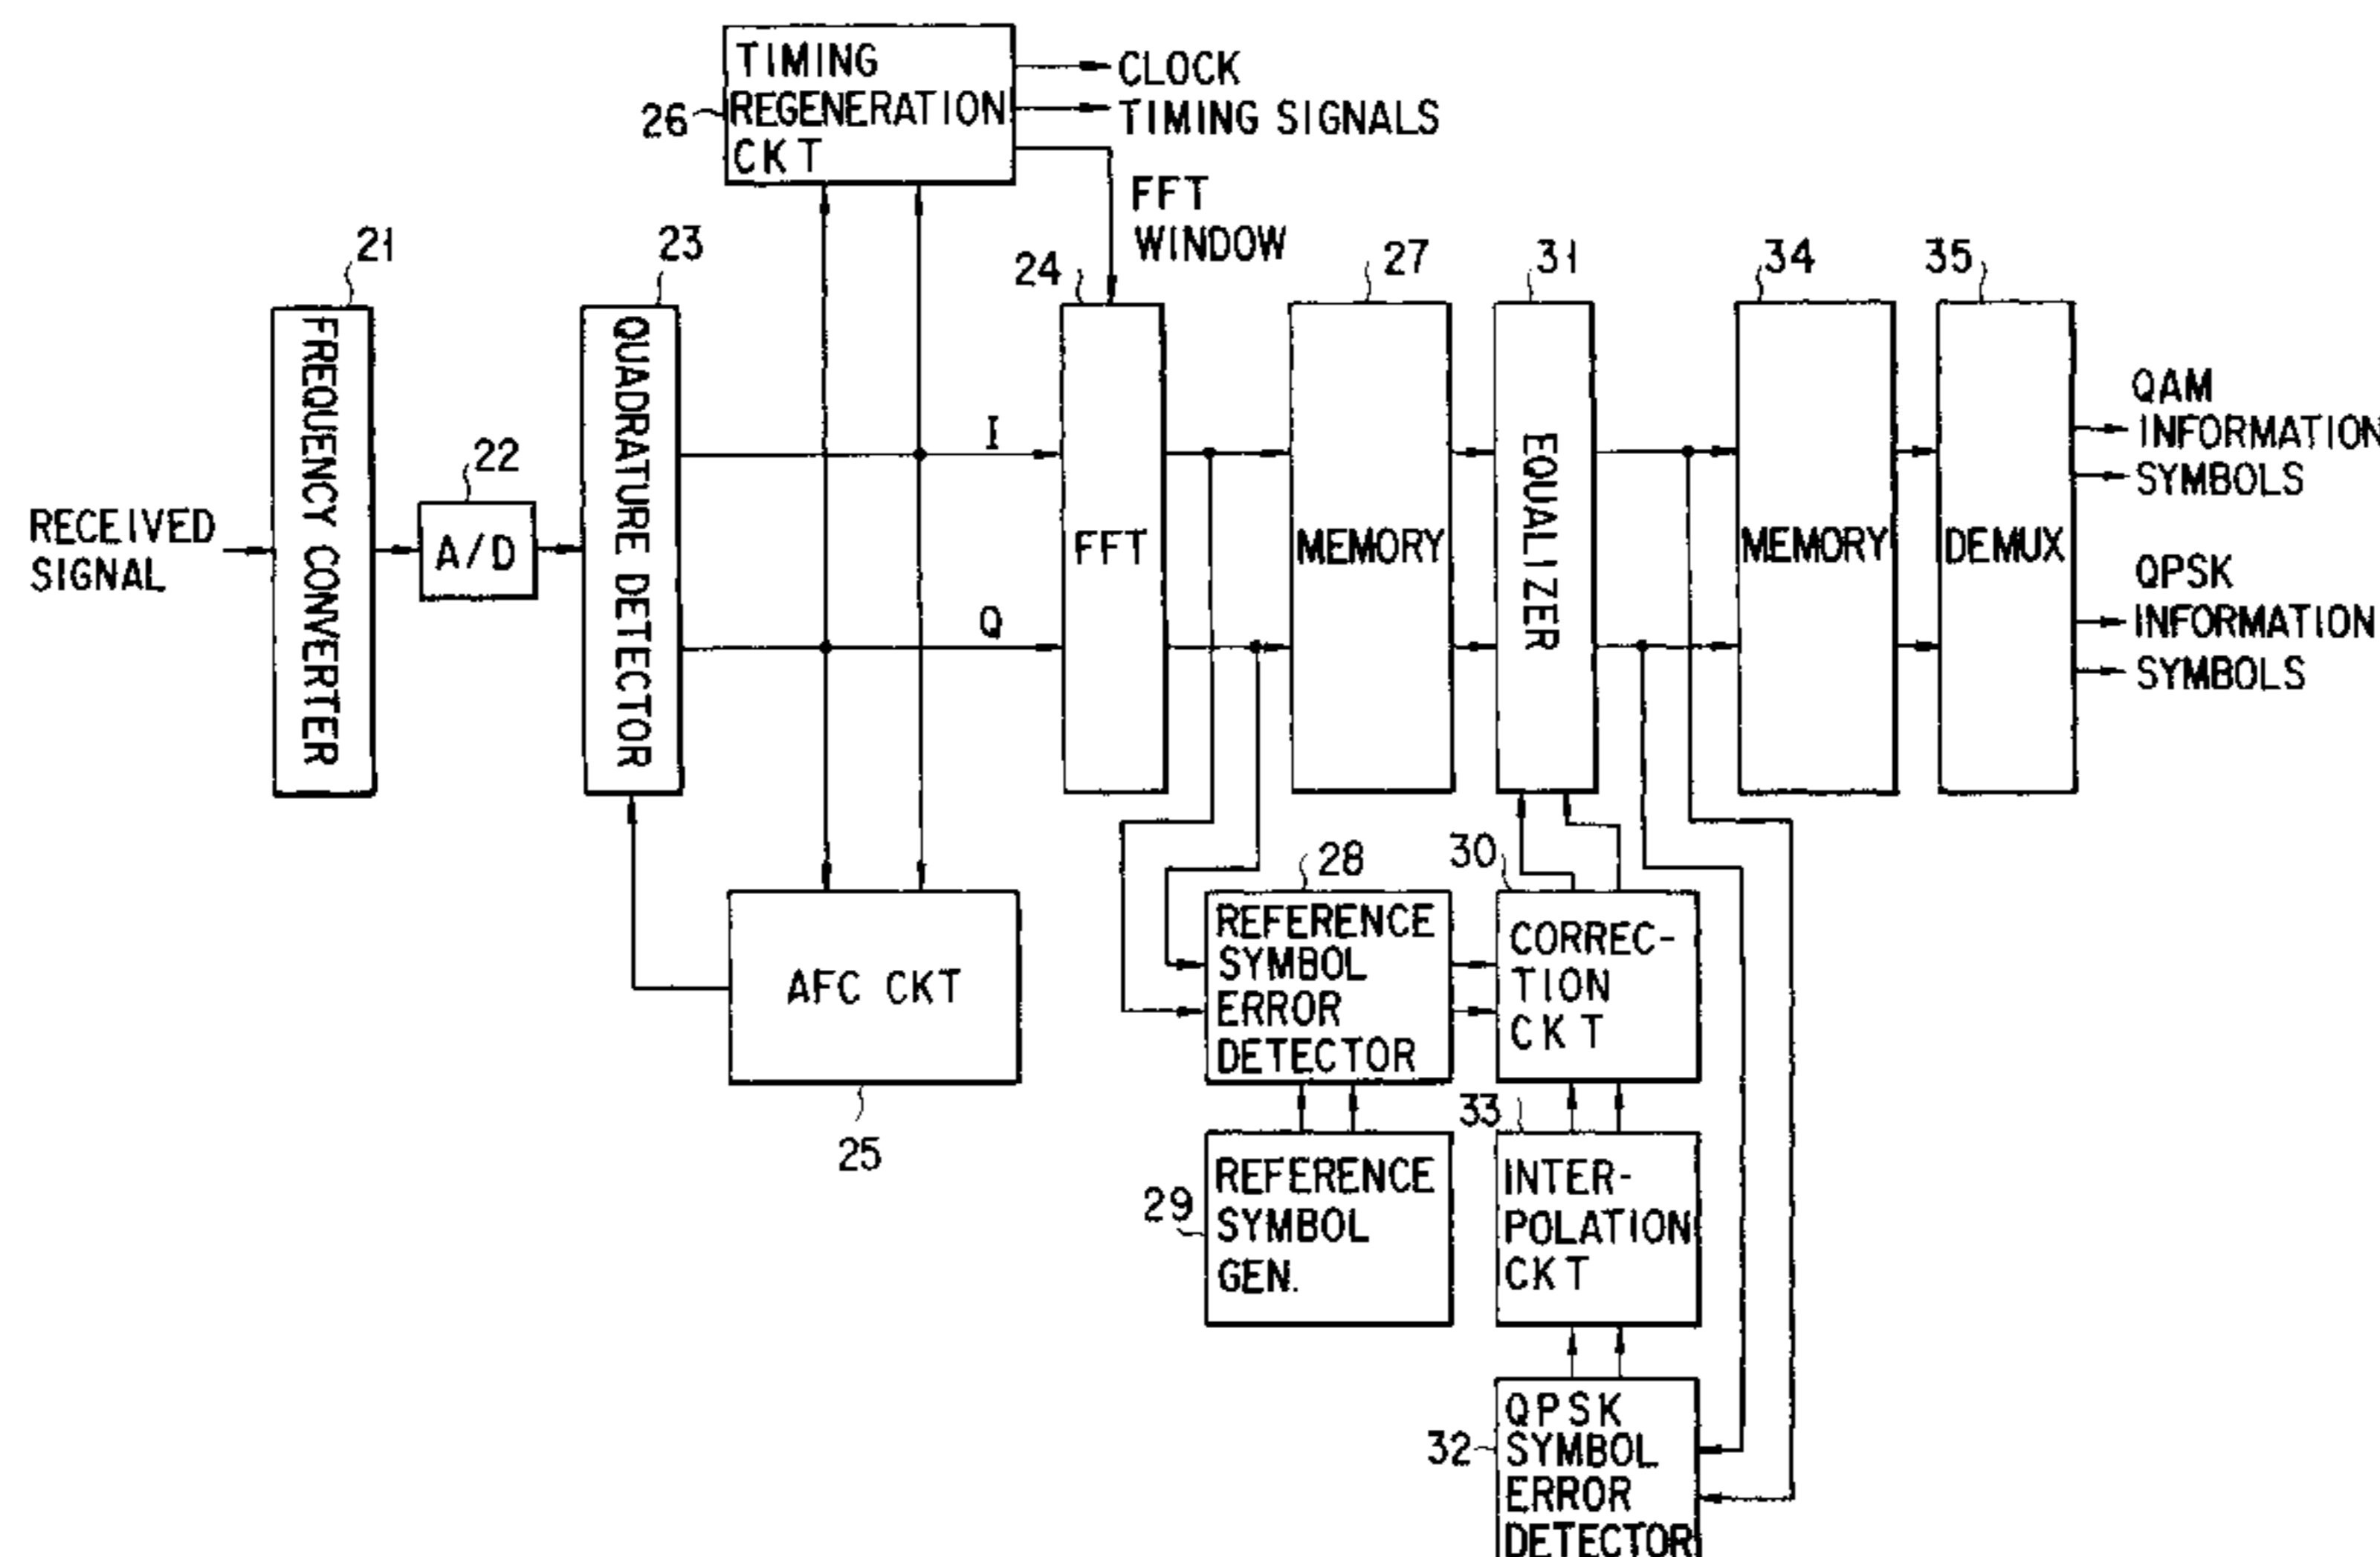 TIMING
REGENERATION
CKT
26
CLOCK
TIMING SIGNALS
FFT
WINDOW
21
23
24
27
31
34
35
FREQUENCY CONVERTER
QUADRATURE DETECTOR
22
A/D
RECEIVED
SIGNAL
I
Q
FFT
MEMORY
EQUALIZER
MEMORY
DEMUX
QAM
INFORMATION
SYMBOLS
QPSK
INFORMATION
SYMBOLS
AFC CKT
25
28
REFERENCE
SYMBOL
ERROR
DETECTOR
30
CORREC-
TION
CKT
29
REFERENCE
SYMBOL
GEN.
33
INTER-
POLATION
CKT
32
QPSK
SYMBOL
ERROR
DETECTOR